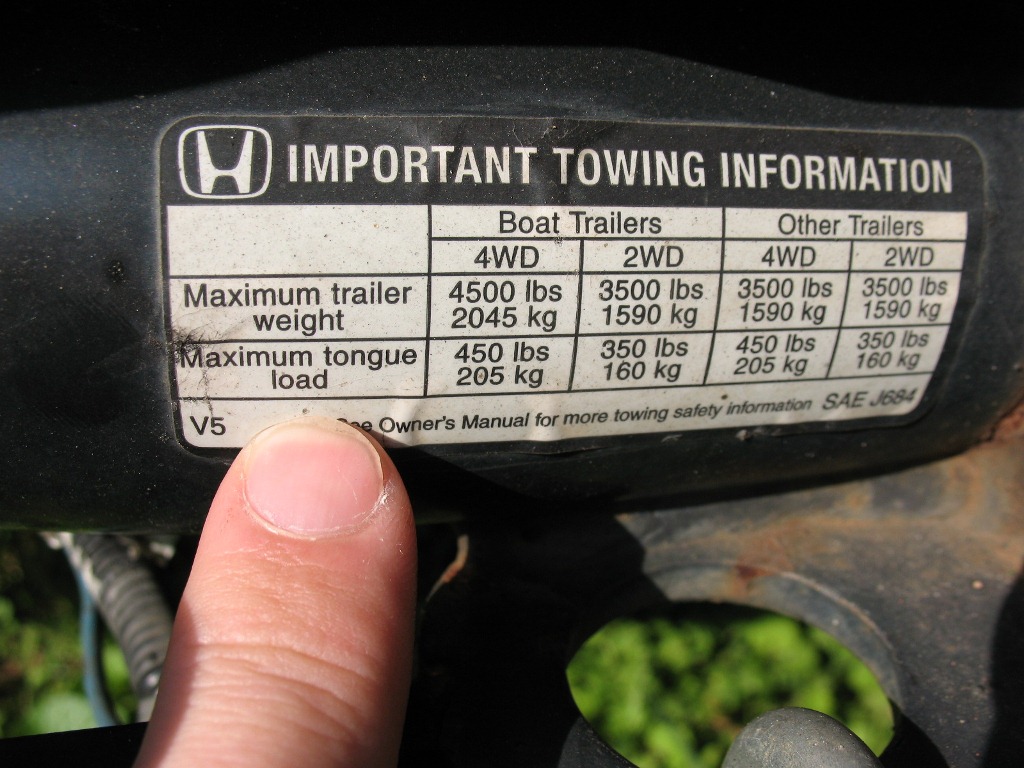 IMPORTANT TOWING INFORMATION
Boat Trailers Other Trailers
4WD 2WD 4WD 2WD
Maximum trailer weight 4500 lbs 3500 lbs 3500 lbs 3500 lbs
2045 kg 1590 kg 1590 kg 1590 kg
Maximum tongue load 450 lbs 350 lbs 450 lbs 350 lbs
205 kg 160 kg 205 kg 160 kg
V5 Owner's Manual for more towing safety information SAE J684